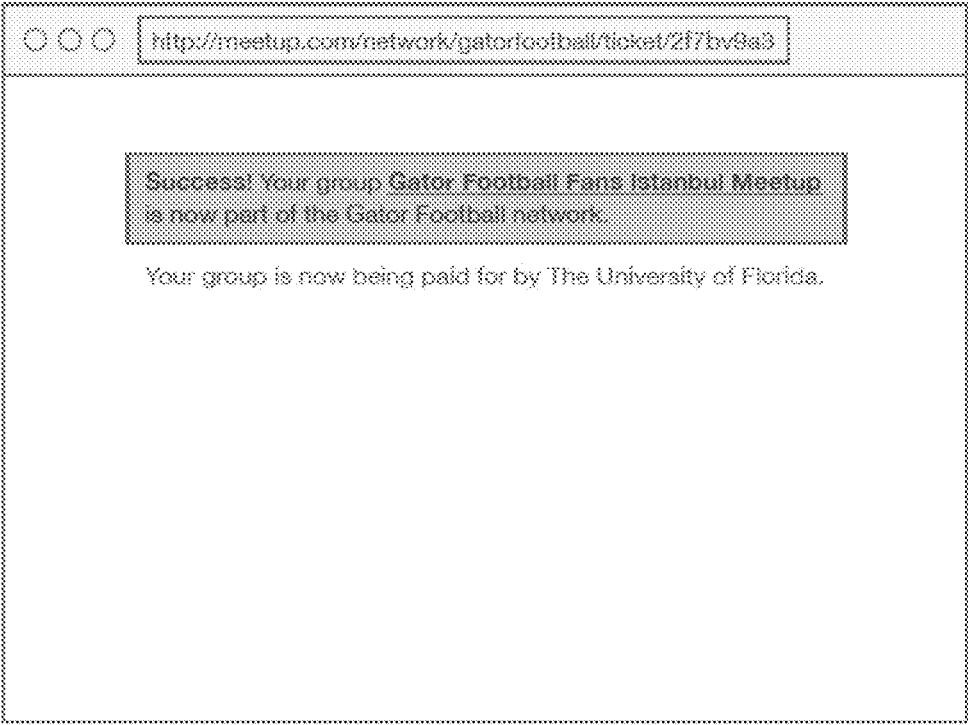 http://meetup.com/network/gatorfootball/ticket/2f7bv9a3
Success! Your group Gator Football Fans Istanbul Meetup
is now part of the Gator Football network.
Your group is now being paid for by The University of Florida.